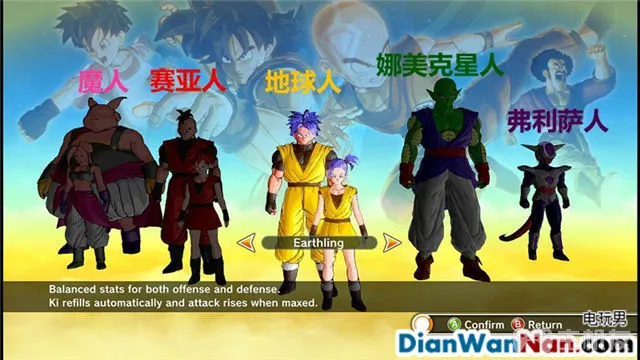 魔人 赛亚人 地球人 娜美克星人
弗利萨人
Earthling
Balanced stats for both offense and defense.
Ki refills automatically and attack rises when maxed.
A Confirm B Return
电玩男
DianWanNan.com